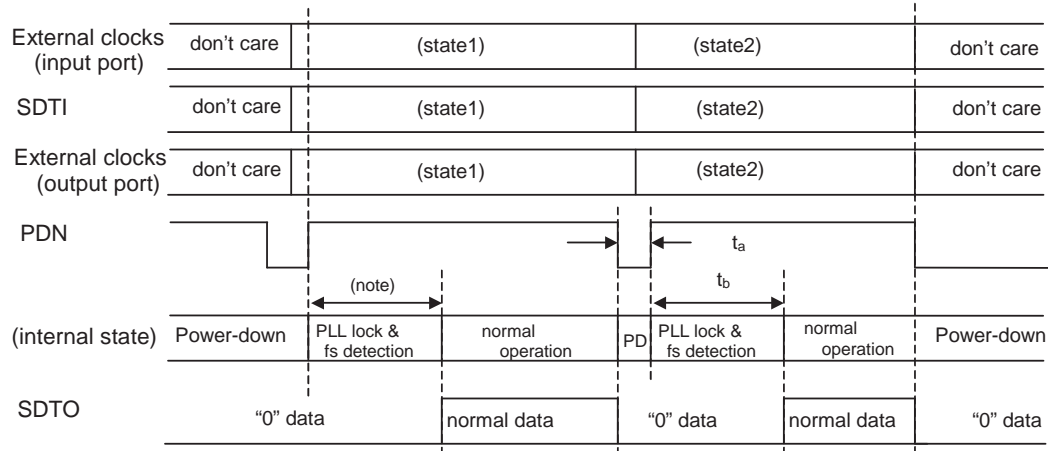 External clocks
(input port)
don't care
(state1)
(state2)
don't care
SDTI
don't care
(state1)
(state2)
don't care
External clocks
(output port)
don't care
(state1)
(state2)
don't care
PDN
ta
(note)
tb
(internal state)
Power-down
PLL lock &
fs detection
normal
operation
PD
PLL lock &
fs detection
normal
operation
Power-down
SDTO
“0” data
normal data
“0” data
normal data
“0” data